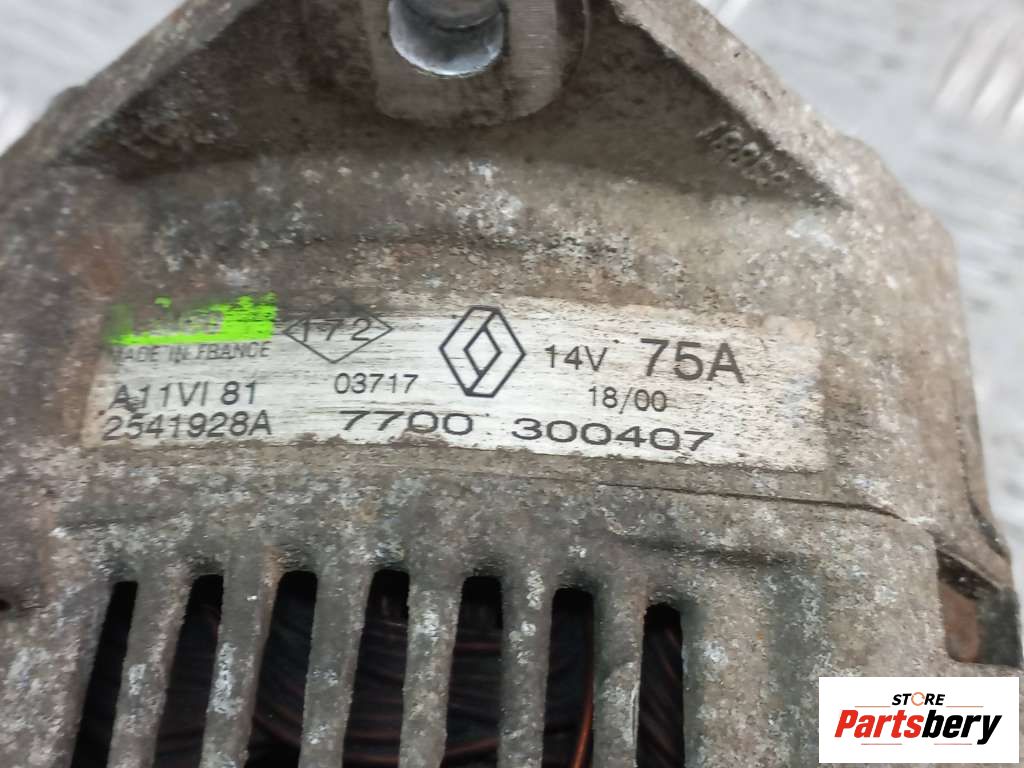 172
MADE IN FRANCE
14V 75A
A11VI 81
03717
18/00
2541928A
7700 300407
STORE
Partsbery